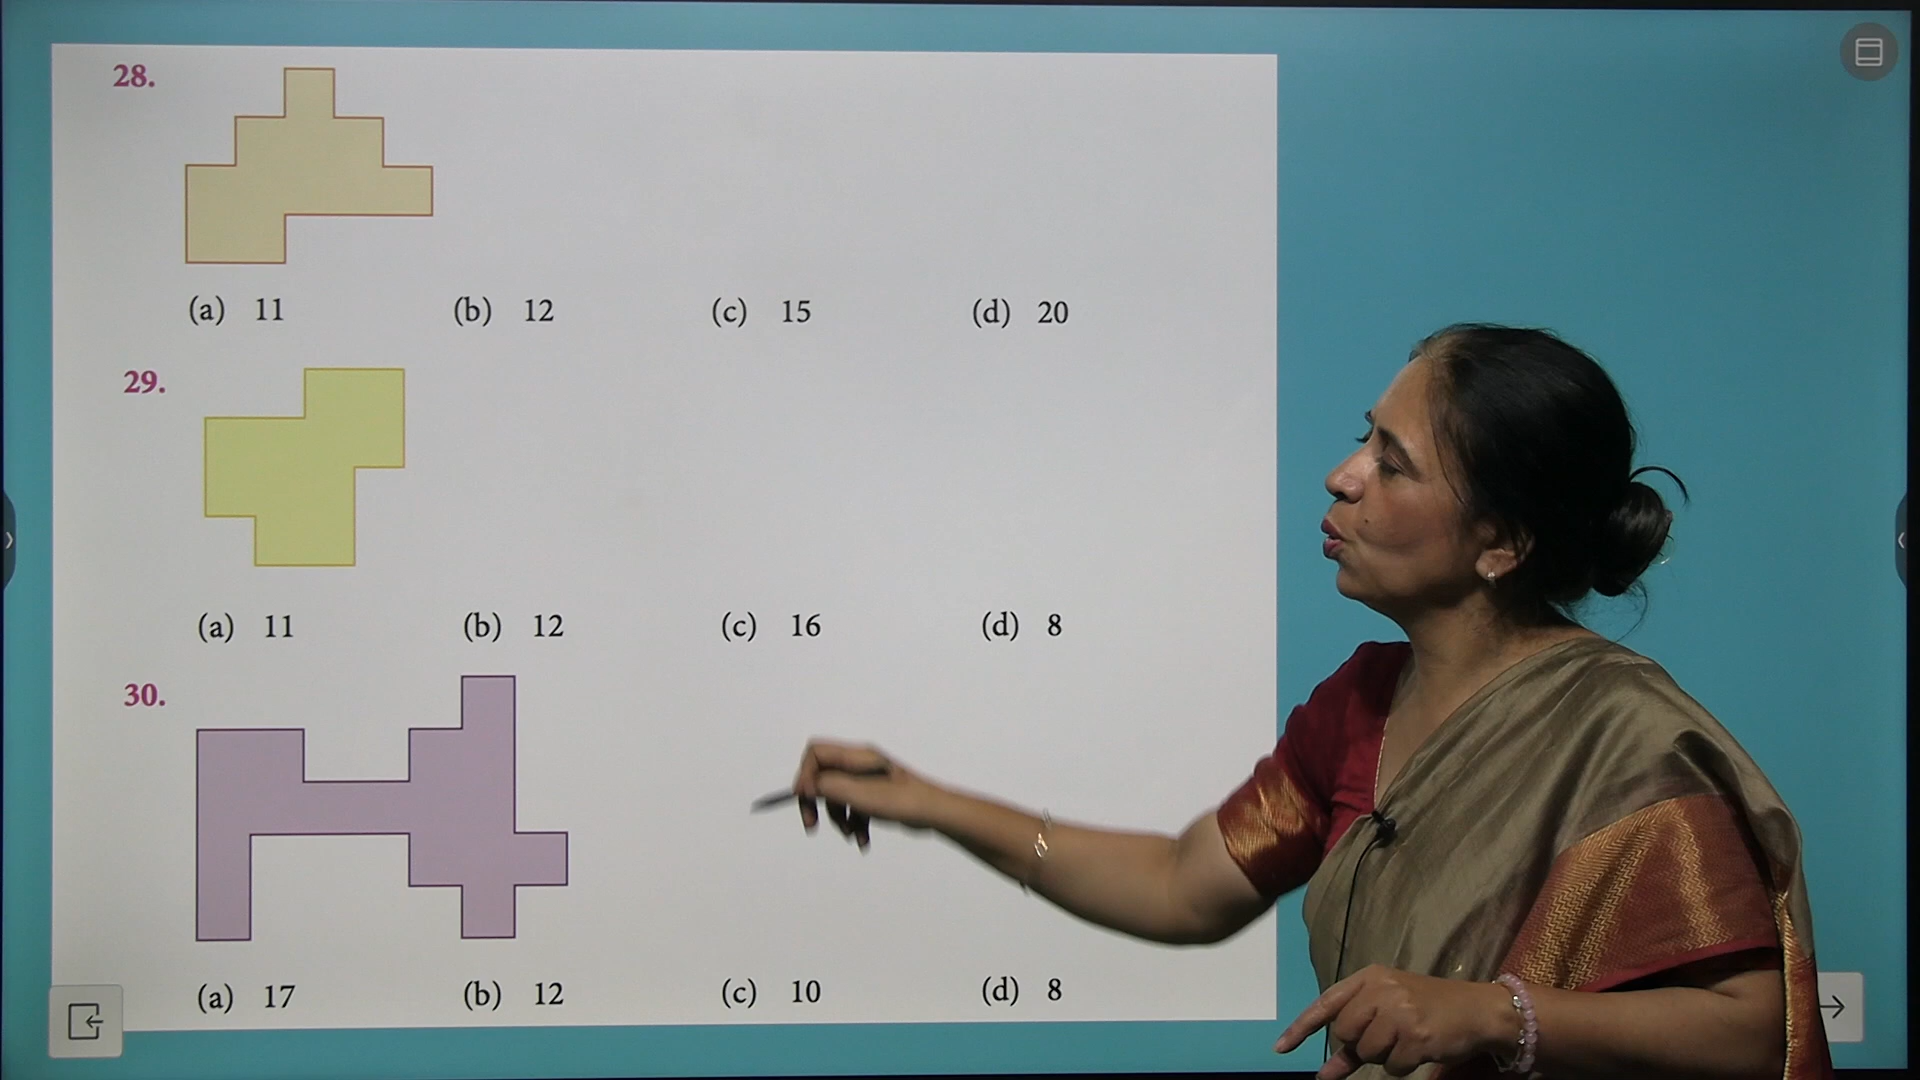 28.
(a) 11 (b) 12 (c) 15 (d) 20
29.
(a) 11 (b) 12 (c) 16 (d) 8
30.
(a) 17 (b) 12 (c) 10 (d) 8